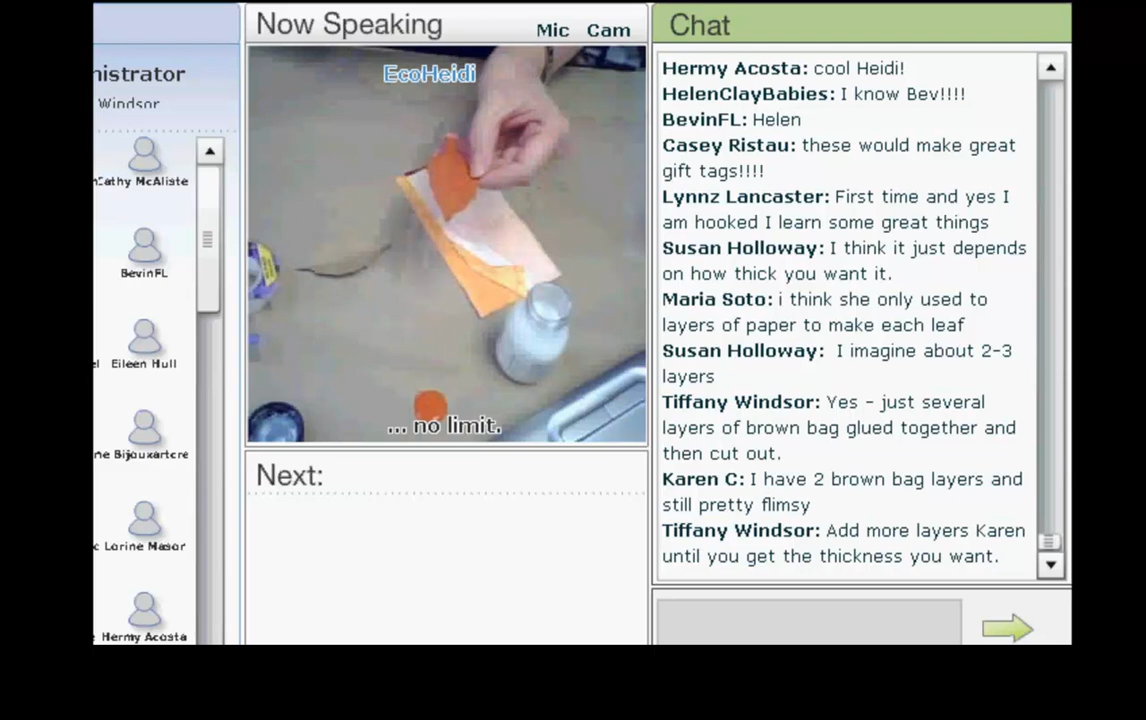 nistrator
Windsor
Cathy McAliste
BevinFL
Eileen Hull
Bijouxartcre
Lorine Mason
Hermy Acosta
Now Speaking
Mic Cam
EcoHeidi
... no limit.
Next:
Chat
Hermy Acosta: cool Heidi!
HelenClayBabies: I know Bev!!!!
BevinFL: Helen
Casey Ristau: these would make great
gift tags!!!!
Lynnz Lancaster: First time and yes I
am hooked I learn some great things
Susan Holloway: I think it just depends
on how thick you want it.
Maria Soto: i think she only used to
layers of paper to make each leaf
Susan Holloway: I imagine about 2-3
layers
Tiffany Windsor: Yes - just several
layers of brown bag glued together and
then cut out.
Karen C: I have 2 brown bag layers and
still pretty flimsy
Tiffany Windsor: Add more layers Karen
until you get the thickness you want.